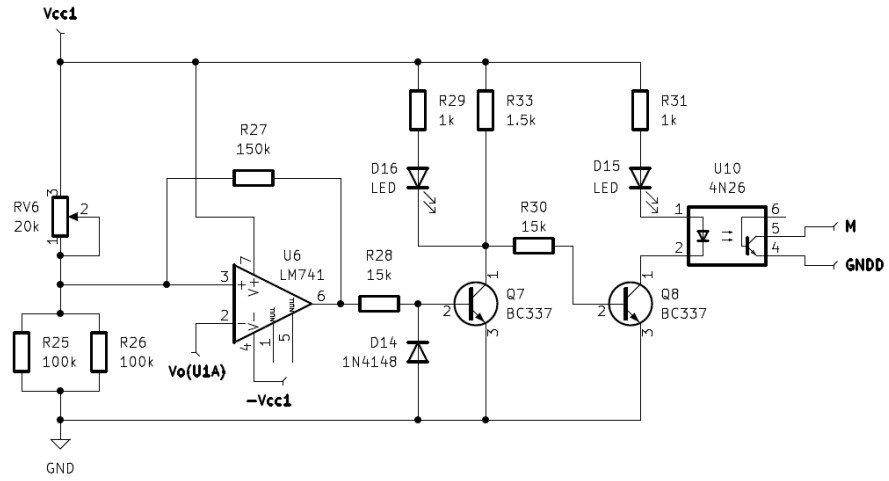 Vcc1
R27
150k
R29
1k
R33
1.5k
R31
1k
D16
LED
D15
LED
U10
4N26
RV6
20k
3
2
1
1
2
6
5
4
M
GNDD
R30
15k
U6
LM741
7
V+
3
+
2
-
V-
6
R28
15k
NULL
NULL
4
1
5
1
2
3
Q7
BC337
1
2
3
Q8
BC337
R25
100k
R26
100k
Vo(U1A)
-Vcc1
D14
1N4148
GND